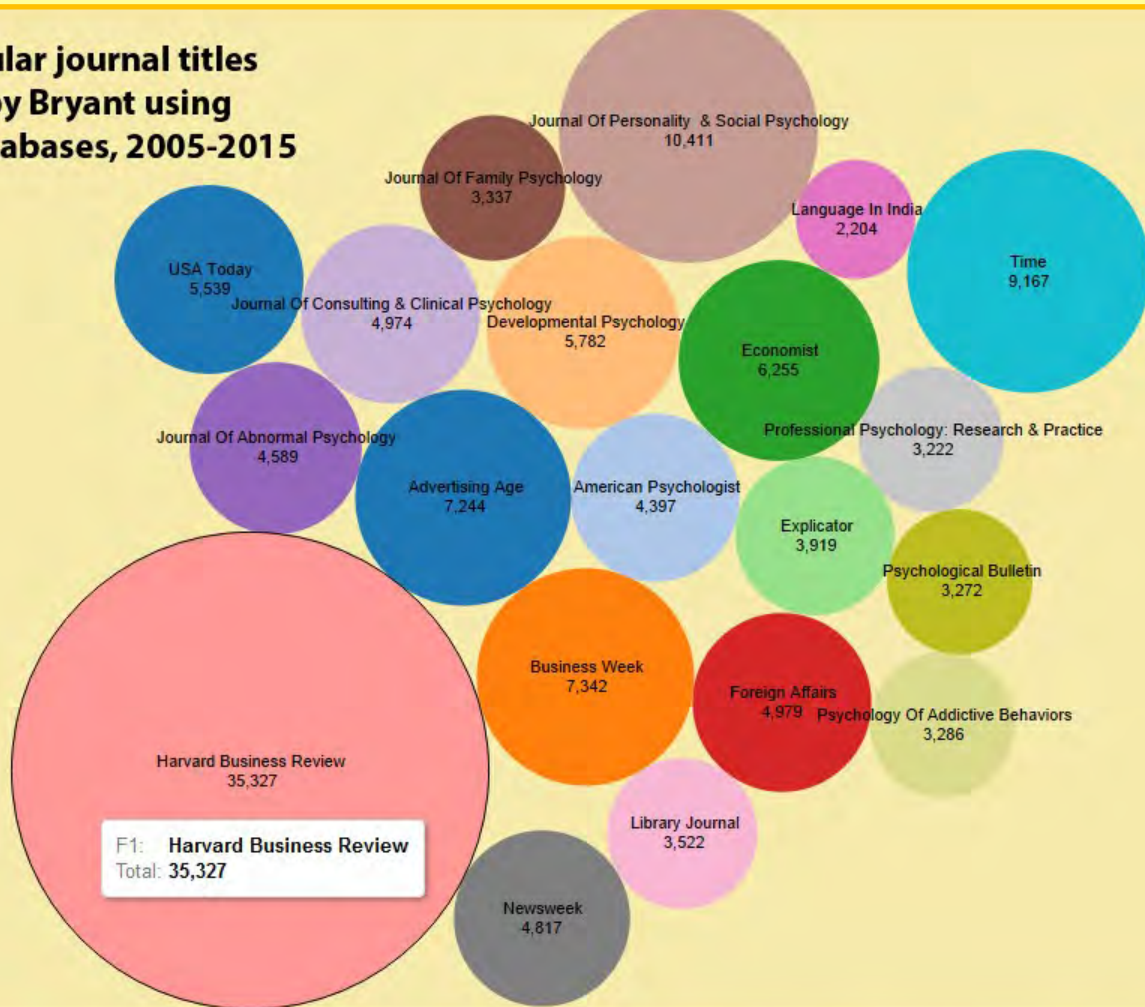 ular journal titles
by Bryant using
abases, 2005-2015
Journal Of Personality & Social Psychology
10,411
Journal Of Family Psychology
3,337
Language In India
2,204
Time
9,167
USA Today
5,539
Journal Of Consulting & Clinical Psychology
4,974
Developmental Psychology
5,782
Economist
6,255
Journal Of Abnormal Psychology
4,589
Professional Psychology: Research & Practice
3,222
Advertising Age
7,244
American Psychologist
4,397
Explicator
3,919
Psychological Bulletin
3,272
Business Week
7,342
Foreign Affairs
4,979
Psychology Of Addictive Behaviors
3,286
Harvard Business Review
35,327
F1: Harvard Business Review
Total: 35,327
Library Journal
3,522
Newsweek
4,817